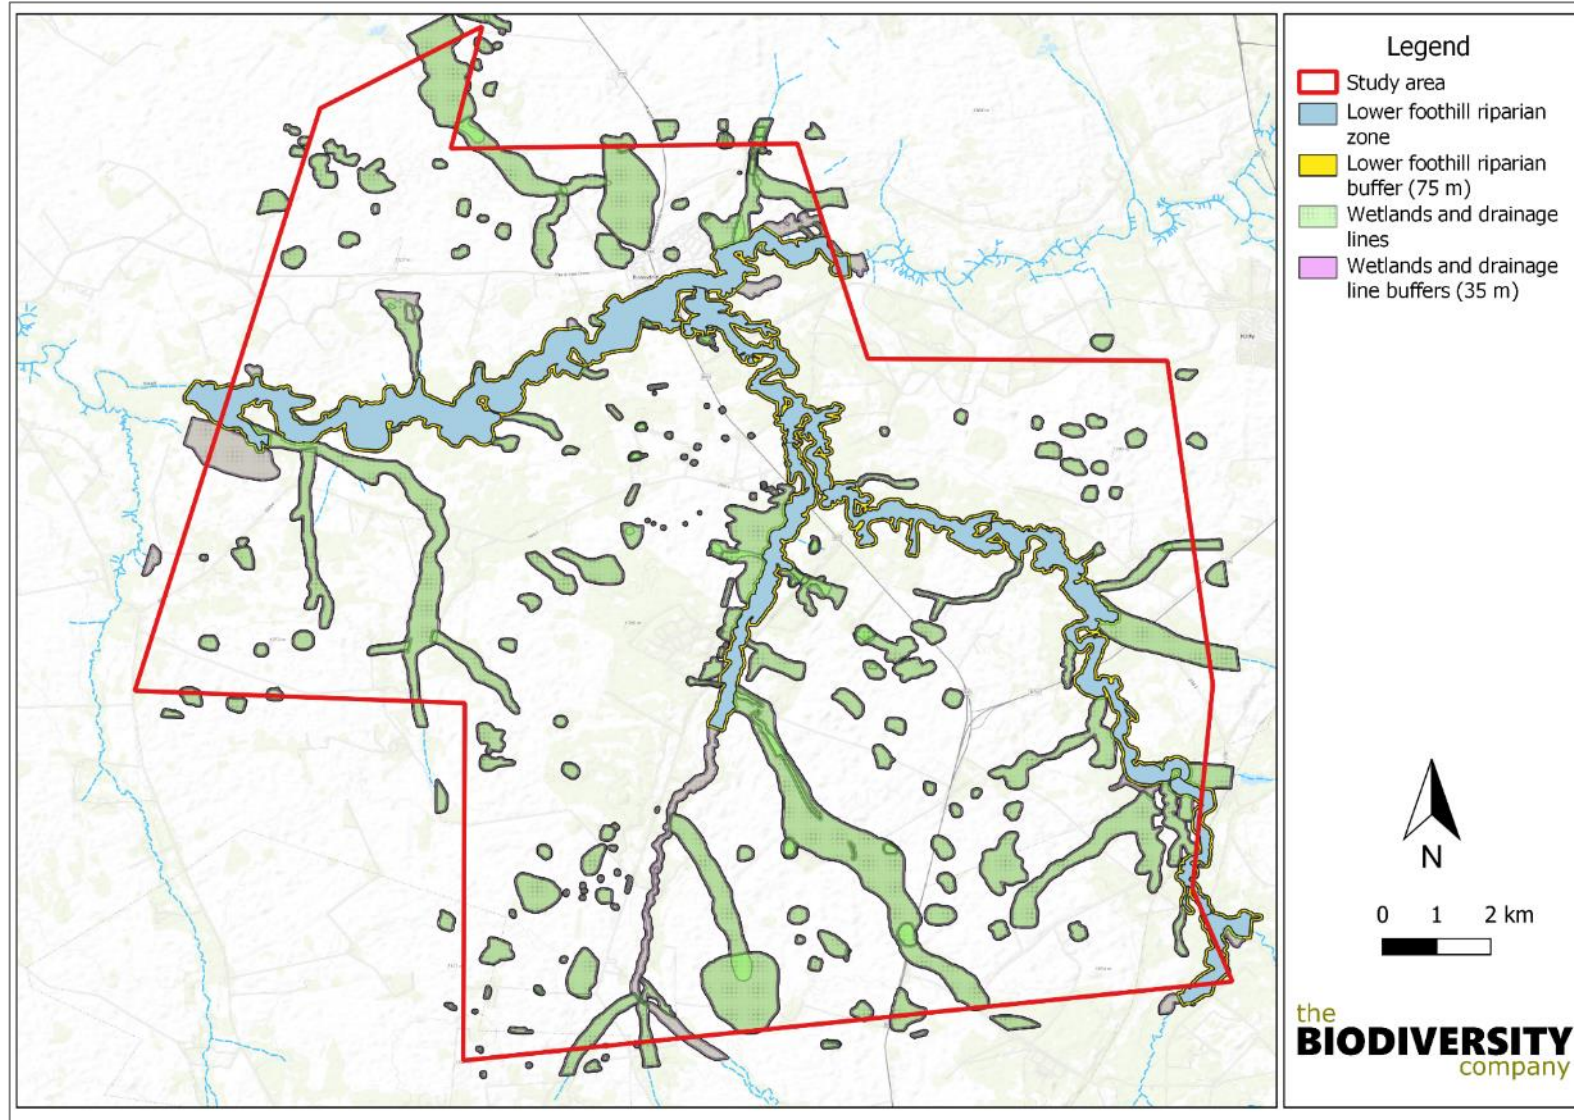 Legend
Study area
Lower foothill riparian
zone
Lower foothill riparian
buffer (75 m)
Wetlands and drainage
lines
Wetlands and drainage
line buffers (35 m)
N
0 1 2 km
the
BIODIVERSITY
company